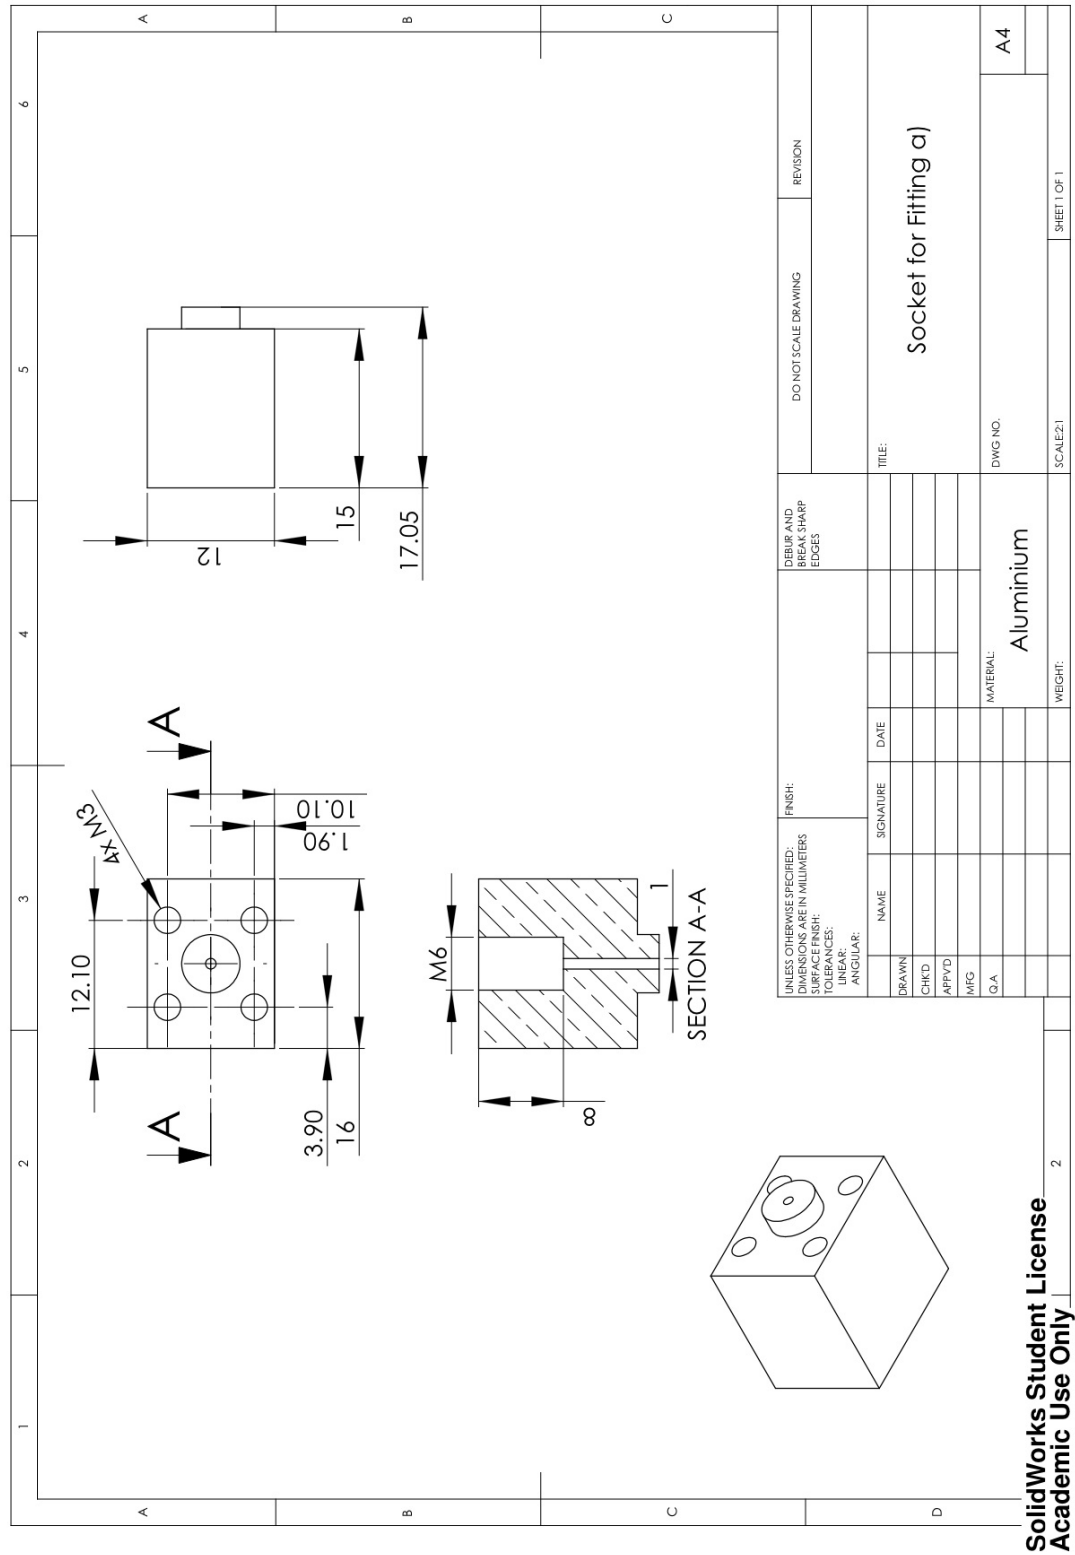 1
2
3
4
5
6
A
A
A
A
4x M3
12.10
10.10
1.90
3.90
16
12
15
17.05
B
B
M6
8
1
SECTION A-A
C
C
D
UNLESS OTHERWISE SPECIFIED:
DIMENSIONS ARE IN MILLIMETERS
SURFACE FINISH:
TOLERANCES:
LINEAR:
ANGULAR:
FINISH:
DEBUR AND
BREAK SHARP
EDGES
DO NOT SCALE DRAWING
REVISION
NAME
SIGNATURE
DATE
DRAWN
CHK'D
APPV'D
MFG
Q.A
TITLE:
Socket for Fitting a)
MATERIAL:
Aluminium
DWG NO.
A4
WEIGHT:
SCALE:2:1
SHEET 1 OF 1
2
SolidWorks Student License
Academic Use Only